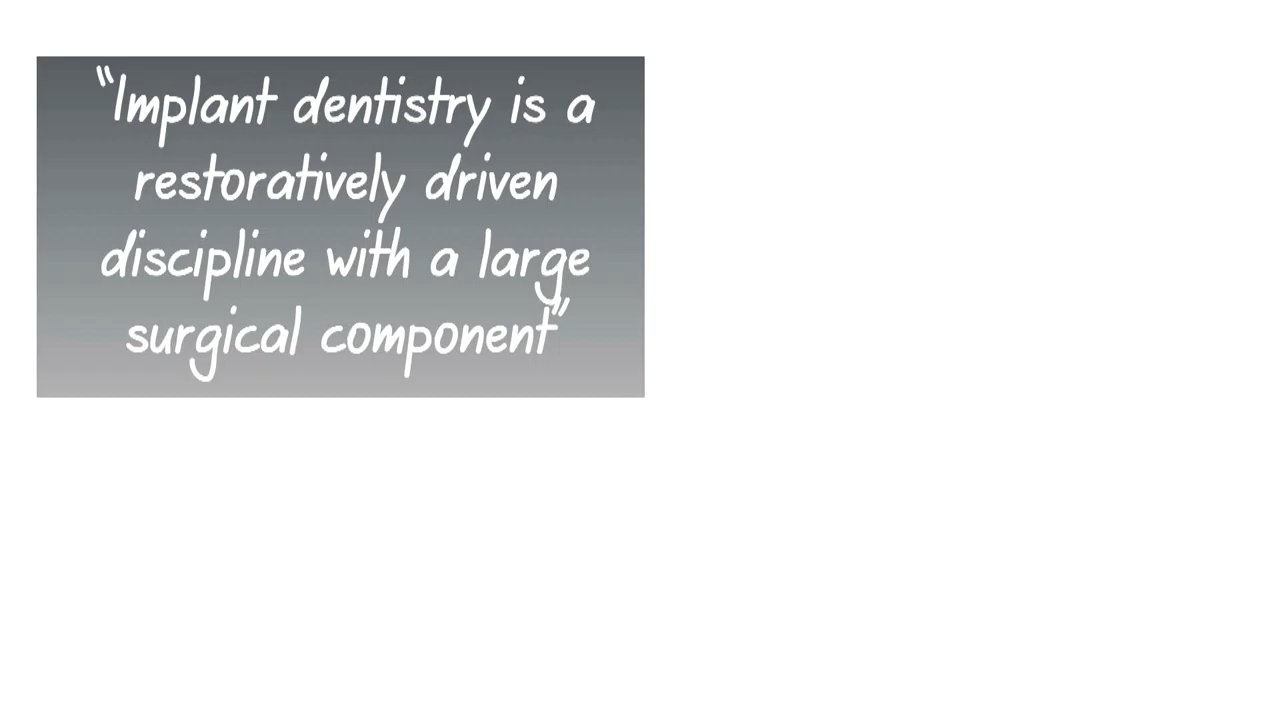 “Implant dentistry is a
restoratively driven
discipline with a large
surgical component”